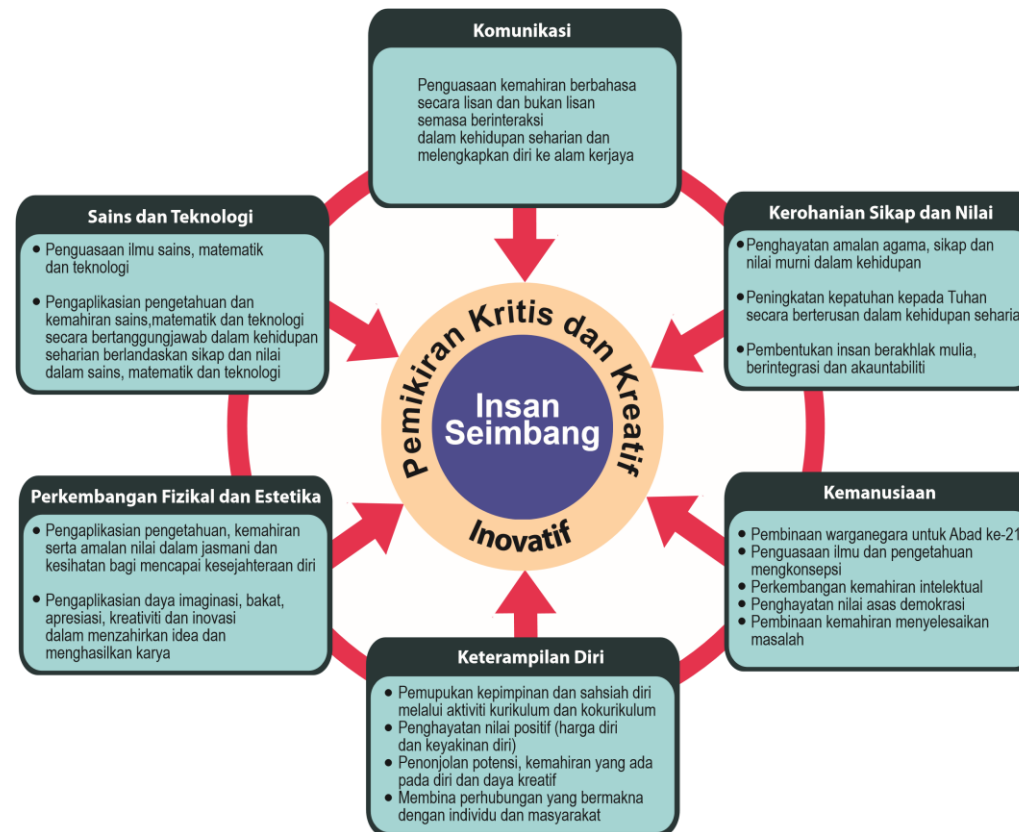 Komunikasi
Penguasaan kemahiran berbahasa
secara lisan dan bukan lisan
semasa berinteraksi
dalam kehidupan seharian dan
melengkapkan diri ke alam kerjaya
Sains dan Teknologi
• Penguasaan ilmu sains, matematik
dan teknologi
• Pengaplikasian pengetahuan dan
kemahiran sains,matematik dan teknologi
secara bertanggungjawab dalam kehidupan
seharian berlandaskan sikap dan nilai
dalam sains, matematik dan teknologi
Kerohanian Sikap dan Nilai
•Penghayatan amalan agama, sikap dan
nilai murni dalam kehidupan
•Peningkatan kepatuhan kepada Tuhan
secara berterusan dalam kehidupan seharia
•Pembentukan insan berakhlak mulia,
berintegrasi dan akauntabiliti
Pemikiran Kritis dan Kreatif
Insan
Seimbang
Inovatif
Perkembangan Fizikal dan Estetika
• Pengaplikasian pengetahuan, kemahiran
serta amalan nilai dalam jasmani dan
kesihatan bagi mencapai kesejahteraan diri
• Pengaplikasian daya imaginasi, bakat,
apresiasi, kreativiti dan inovasi
dalam menzahirkan idea dan
menghasilkan karya
Kemanusiaan
• Pembinaan warganegara untuk Abad ke-21
• Penguasaan ilmu dan pengetahuan
mengkonsepsi
• Perkembangan kemahiran intelektual
• Penghayatan nilai asas demokrasi
• Pembinaan kemahiran menyelesaikan
masalah
Keterampilan Diri
• Pemupukan kepimpinan dan sahsiah diri
melalui aktiviti kurikulum dan kokurikulum
• Penghayatan nilai positif (harga diri
dan keyakinan diri)
• Penonjolan potensi, kemahiran yang ada
pada diri dan daya kreatif
• Membina perhubungan yang bermakna
dengan individu dan masyarakat